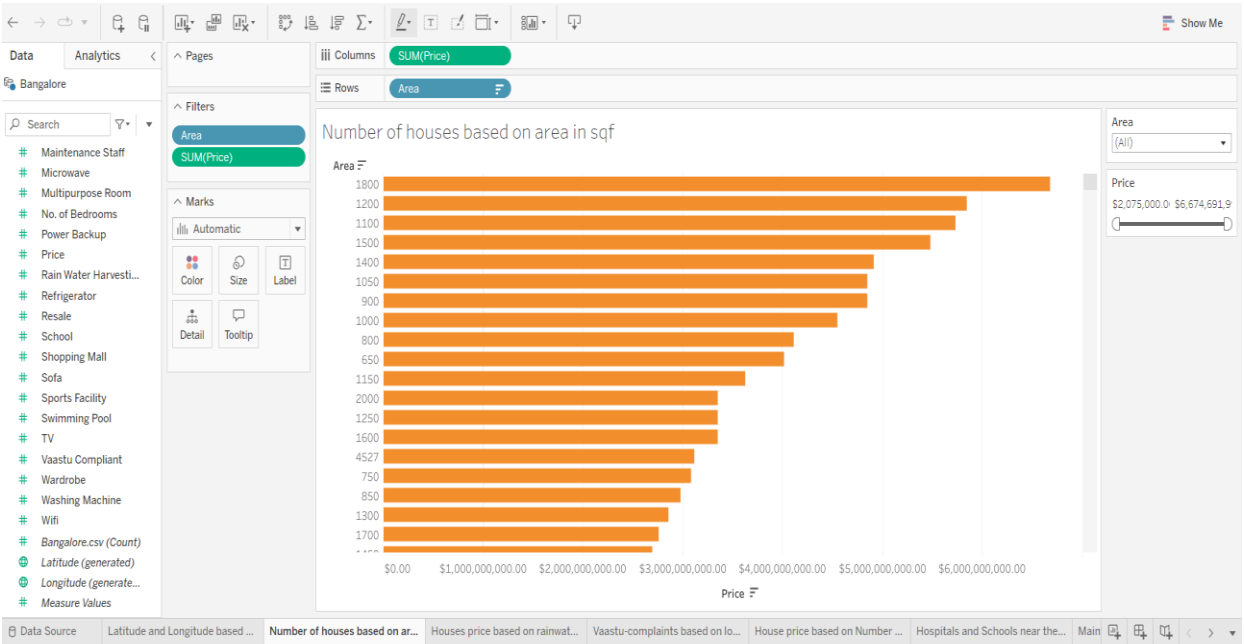 Show Me
Data
Analytics
Pages
Columns
SUM(Price)
Bangalore
Rows
Area
Filters
Search
Area
SUM(Price)
Number of houses based on area in sqf
Area
(All)
Maintenance Staff
Microwave
Multipurpose Room
No. of Bedrooms
Power Backup
Price
Rain Water Harvesti...
Refrigerator
Resale
School
Shopping Mall
Sofa
Sports Facility
Swimming Pool
TV
Vaastu Compliant
Wardrobe
Washing Machine
Wifi
Bangalore.csv (Count)
Latitude (generated)
Longitude (generate...
Measure Values
Marks
Automatic
Color
Size
Label
Detail
Tooltip
Area
1800
1200
1100
1500
1400
1050
900
1000
800
650
1150
2000
1250
1600
4527
750
850
1300
1700
$0.00 $1,000,000,000.00 $2,000,000,000.00 $3,000,000,000.00 $4,000,000,000.00 $5,000,000,000.00 $6,000,000,000.00
Price
Price
$2,075,000.0 $6,674,691,9
Data Source
Latitude and Longitude based ...
Number of houses based on ar...
Houses price based on rainwat...
Vaastu-complaints based on lo...
House price based on Number ...
Hospitals and Schools near the...
Main